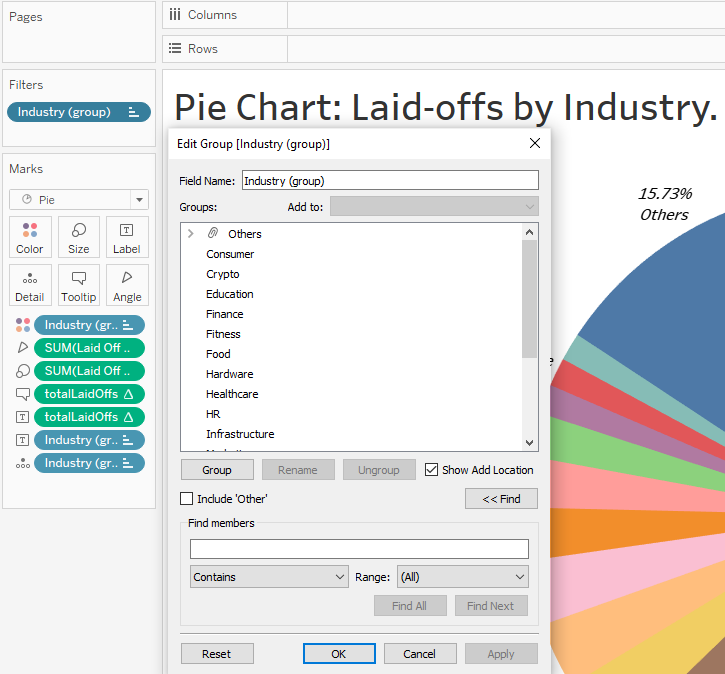 Pages
Columns
Rows
Filters
Industry (group)
Marks
Pie
Color
Size
Label
Detail
Tooltip
Angle
Industry (gr..
SUM(Laid Off ..
SUM(Laid Off ..
totalLaidOffs Δ
totalLaidOffs Δ
Industry (gr..
Industry (gr..
Pie Chart: Laid-offs by Industry.
15.73%
Others
Edit Group [Industry (group)]
Field Name: Industry (group)
Groups: Add to:
Others
Consumer
Crypto
Education
Finance
Fitness
Food
Hardware
Healthcare
HR
Infrastructure
Group Rename Ungroup Show Add Location
Include 'Other' << Find
Find members
Contains Range: (All)
Find All Find Next
Reset OK Cancel Apply